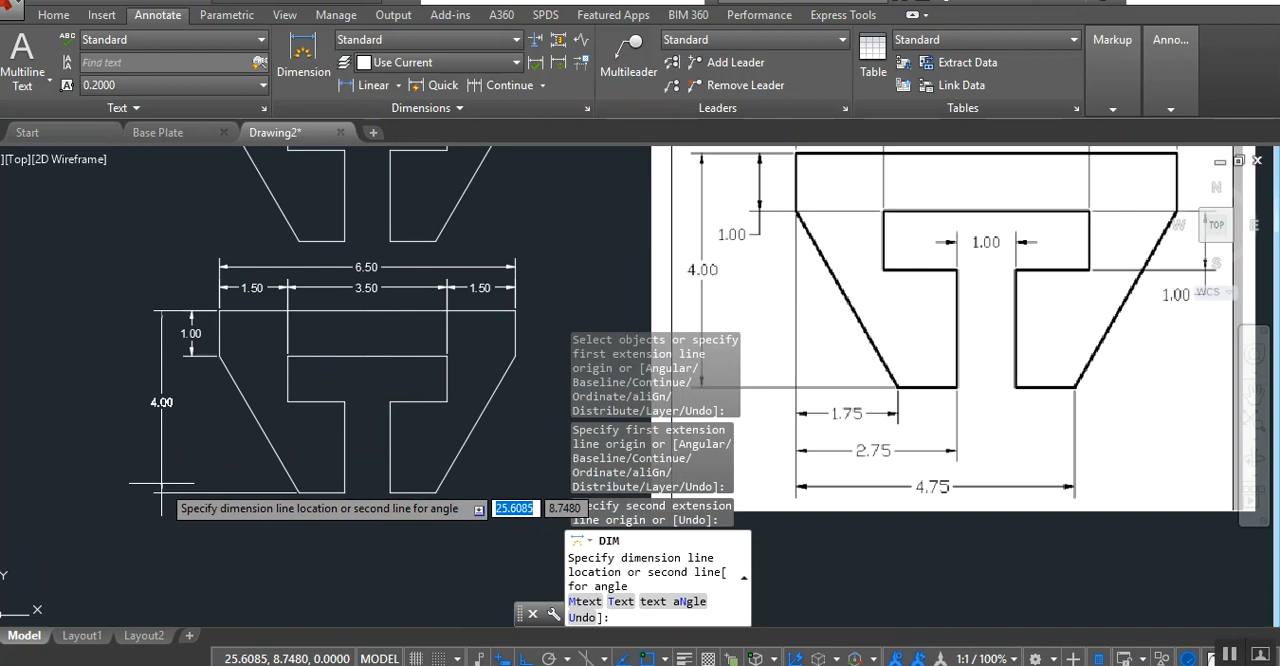 Home Insert Annotate Parametric View Manage Output Add-ins A360 SPDS Featured Apps BIM 360 Performance Express Tools
A
Multiline
Text
ABC Standard
Find text
A 0.2000
Text
Dimension
Standard
Use Current
Linear Quick Continue
Dimensions
Multileader
Standard
Add Leader
Remove Leader
Leaders
Table
Standard
Extract Data
Link Data
Tables
Markup
Anno...
Start Base Plate Drawing2*
][Top][2D Wireframe]
6.50
1.50 3.50 1.50
1.00
4.00
1.00
4.00
1.00
1.00
1.75
2.75
4.75
N
W TOP E
S
WCS
Select objects or specify
first extension line
origin or [Angular/
Baseline/Continue/
Ordinate/aliGn/
Distribute/Layer/Undo]:
Specify first extension
line origin or [Angular/
Baseline/Continue/
Ordinate/aliGn/
Distribute/Layer/Undo]:
Specify dimension line location or second line for angle 25.6085 8.7480
ecify second extension
line origin or [Undo]:
DIM
Specify dimension line
location or second line[
for angle
Mtext Text text aNgle
Undo]:
Y
X
Model Layout1 Layout2 +
25.6085, 8.7480, 0.0000 MODEL 1:1 / 100%